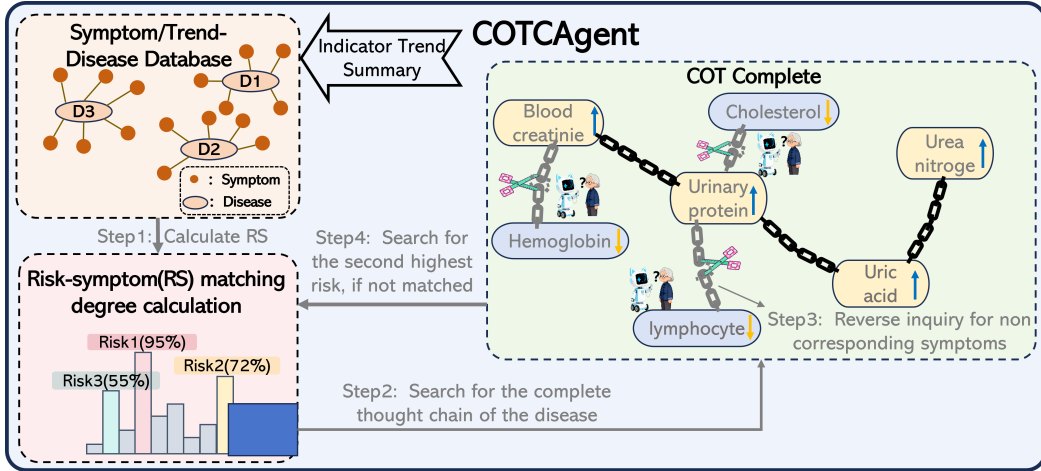 COTCAgent
Symptom/Trend-
Disease Database
D1
D3
D2
: Symptom
: Disease
Indicator Trend
Summary
COT Complete
Blood
creatinie
Cholesterol
Urea
nitroge
?
Urinary
protein
?
Hemoglobin
Uric
acid
?
lymphocyte
Step1: Calculate RS
Step4: Search for
the second highest
risk, if not matched
Step3: Reverse inquiry for non
corresponding symptoms
Risk-symptom(RS) matching
degree calculation
Risk1(95%)
Risk2(72%)
Risk3(55%)
Step2: Search for the complete
thought chain of the disease